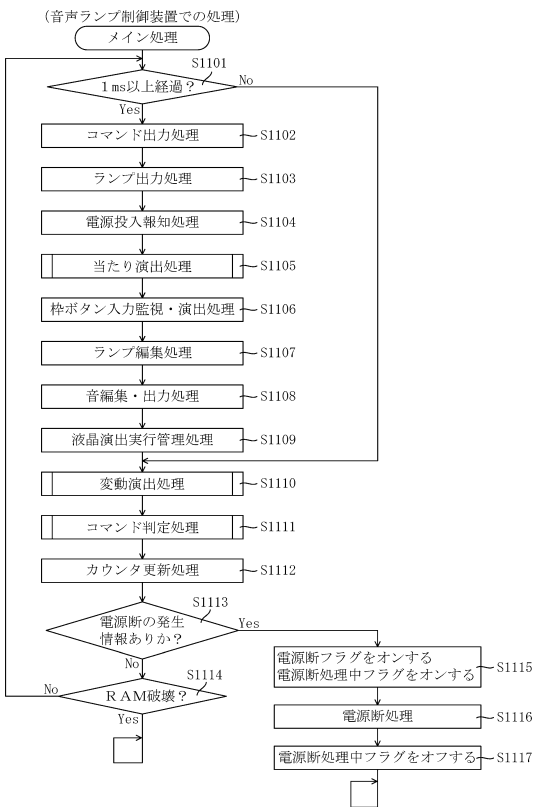 (音声ランプ制御装置での処理)
メイン処理
S1101
1ms以上経過?
No
Yes
コマンド出力処理 S1102
ランプ出力処理 S1103
電源投入報知処理 S1104
当たり演出処理 S1105
枠ボタン入力監視・演出処理 S1106
ランプ編集処理 S1107
音編集・出力処理 S1108
液晶演出実行管理処理 S1109
変動演出処理 S1110
コマンド判定処理 S1111
カウンタ更新処理 S1112
S1113
電源断の発生
情報ありか?
Yes
No
S1114
RAM破壊?
No
Yes
電源断フラグをオンする
電源断処理中フラグをオンする
S1115
電源断処理 S1116
電源断処理中フラグをオフする S1117